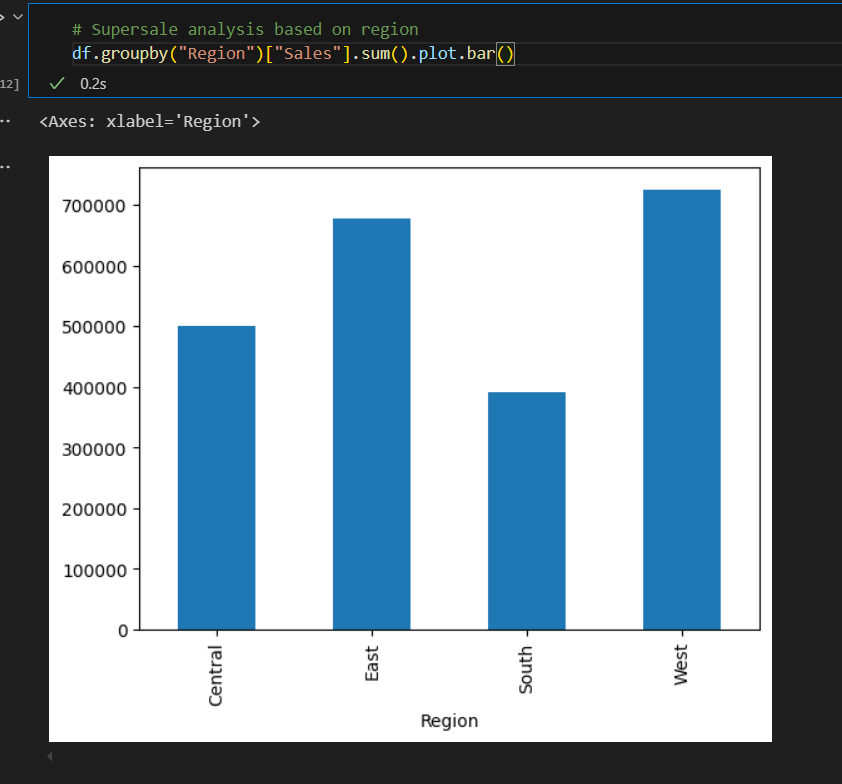 # Supersale analysis based on region
df.groupby("Region")["Sales"].sum().plot.bar()
12]
0.2s
<Axes: xlabel='Region'>
700000
600000
500000
400000
300000
200000
100000
0
Central
East
South
West
Region